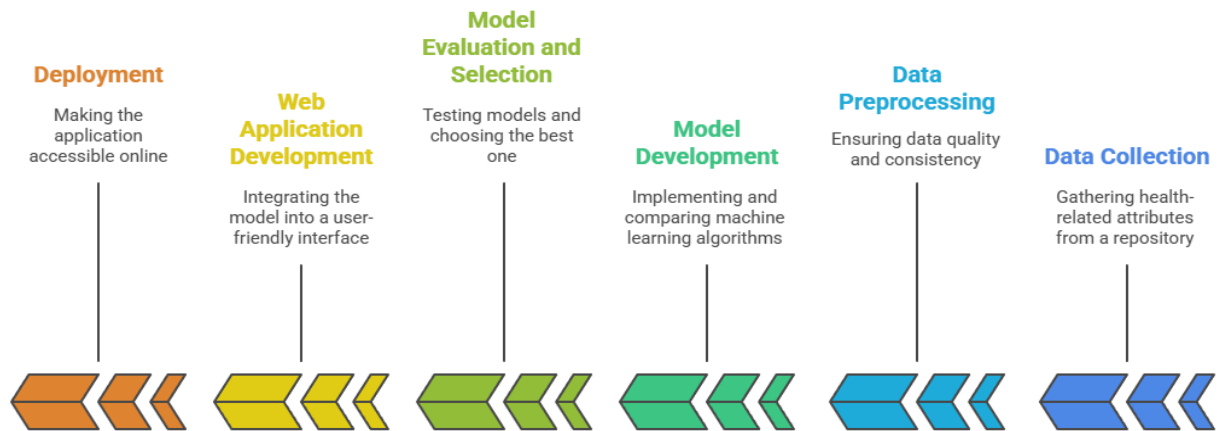 Deployment
Making the
application
accessible online
Web
Application
Development
Integrating the
model into a user-
friendly interface
Model
Evaluation and
Selection
Testing models and
choosing the best
one
Model
Development
Implementing and
comparing machine
learning algorithms
Data
Preprocessing
Ensuring data quality
and consistency
Data Collection
Gathering health-
related attributes
from a repository